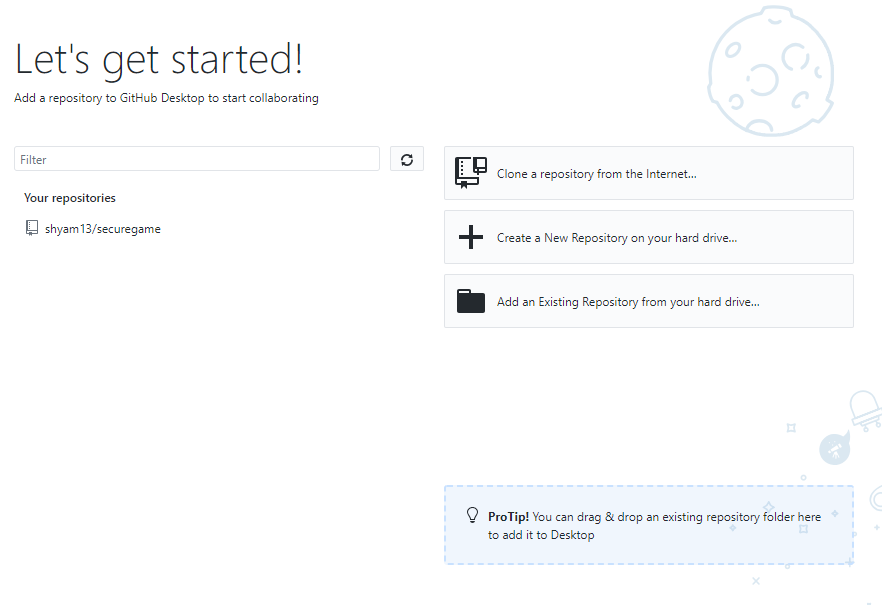 Let's get started!
Add a repository to GitHub Desktop to start collaborating
Filter
Your repositories
shyam13/securegame
Clone a repository from the Internet...
Create a New Repository on your hard drive...
Add an Existing Repository from your hard drive...
ProTip! You can drag & drop an existing repository folder here
to add it to Desktop